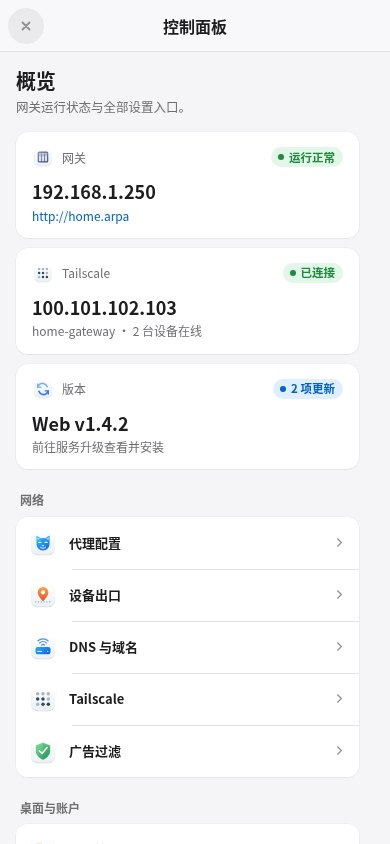 控制面板
概览
网关运行状态与全部设置入口。
网关
运行正常
192.168.1.250
http://home.arpa
Tailscale
已连接
100.101.102.103
home-gateway · 2 台设备在线
版本
2 项更新
Web v1.4.2
前往服务升级查看并安装
网络
代理配置
设备出口
DNS 与域名
Tailscale
广告过滤
桌面与账户